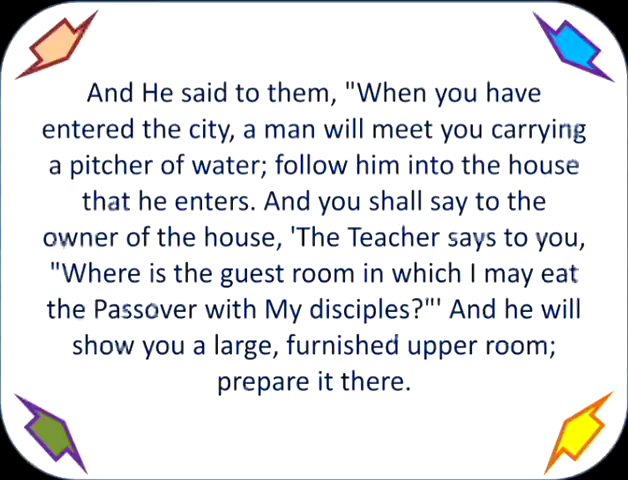 And He said to them, "When you have
entered the city, a man will meet you carrying
a pitcher of water; follow him into the house
that he enters. And you shall say to the
owner of the house, 'The Teacher says to you,
"Where is the guest room in which I may eat
the Passover with My disciples?"' And he will
show you a large, furnished upper room;
prepare it there.